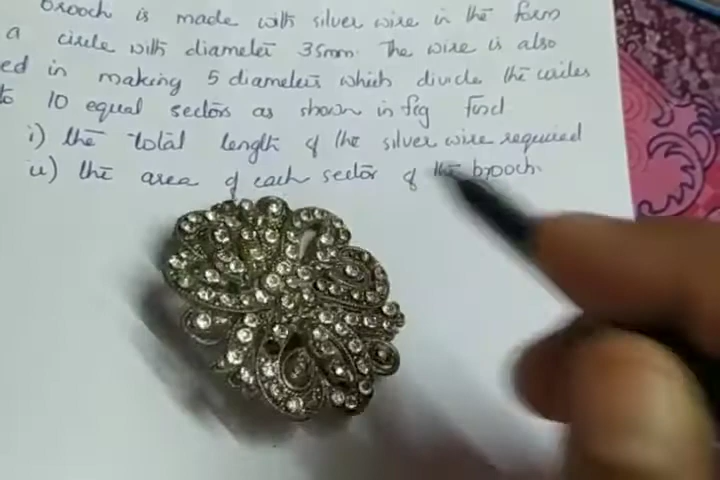 brooch is made with silver wire in the form
a circle with diameter 35mm. The wire is also
ed in making 5 diameters which divide the circles
to 10 equal sectors as shown in fig Find
i) the total length of the silver wire required
ii) the area of each sector of the brooch.